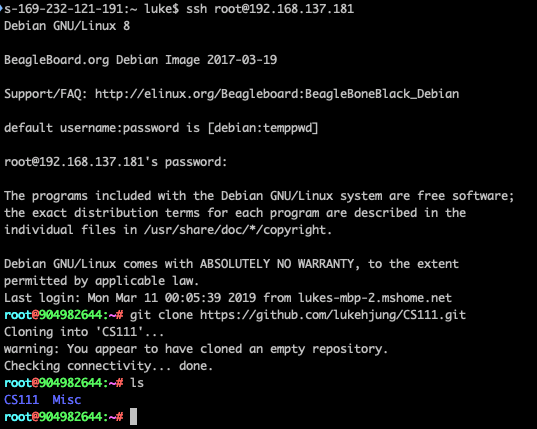 s-169-232-121-191:~ luke$ ssh root@192.168.137.181
Debian GNU/Linux 8
BeagleBoard.org Debian Image 2017-03-19
Support/FAQ: http://elinux.org/Beagleboard:BeagleBoneBlack_Debian
default username:password is [debian:temppwd]
root@192.168.137.181's password:
The programs included with the Debian GNU/Linux system are free software;
the exact distribution terms for each program are described in the
individual files in /usr/share/doc/*/copyright.
Debian GNU/Linux comes with ABSOLUTELY NO WARRANTY, to the extent
permitted by applicable law.
Last login: Mon Mar 11 00:05:39 2019 from lukes-mbp-2.mshome.net
root@904982644:~# git clone https://github.com/lukehjung/CS111.git
Cloning into 'CS111'...
warning: You appear to have cloned an empty repository.
Checking connectivity... done.
root@904982644:~# ls
CS111  Misc
root@904982644:~#